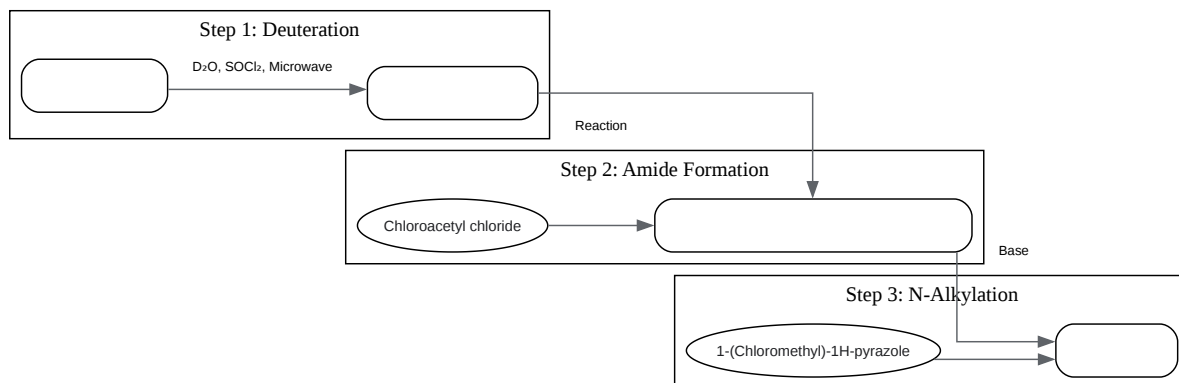 Step 1: Deuteration
D₂O, SOCl₂, Microwave
Reaction
Step 2: Amide Formation
Chloroacetyl chloride
Base
Step 3: N-Alkylation
1-(Chloromethyl)-1H-pyrazole